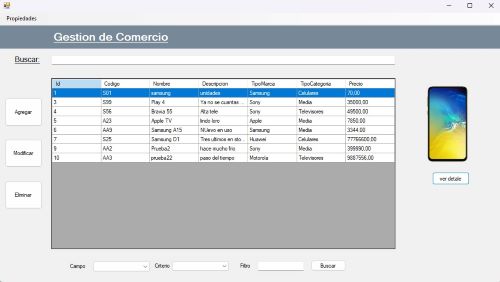 Propiedades
Gestion de Comercio
Buscar:
Id Codigo Nombre Descripcion TipoMarca TipoCategoria Precio
1 S01 samsung unidades Samsung Celulares 70,00
3 S99 Play 4 Ya no se cuantas ... Sony Media 35000,00
4 S56 Bravia 55 Alta tele Sony Televisores 49500,00
5 A23 Apple TV lindo loro Apple Media 7850,00
6 AA9 Samsung A15 NUevo en uso Samsung Media 3344,00
7 S25 Samsung O1 Tres ultimos en sto... Huawei Celulares 77766600,00
9 AA2 Prueba2 hace mucho frio Sony Media 399990,00
10 AA3 prueba22 paso del tiempo Motorola Televisores 9887556,00
Agregar
Modificar
Eliminar
ver detale
Campo
Criterio
Filtro
Buscar